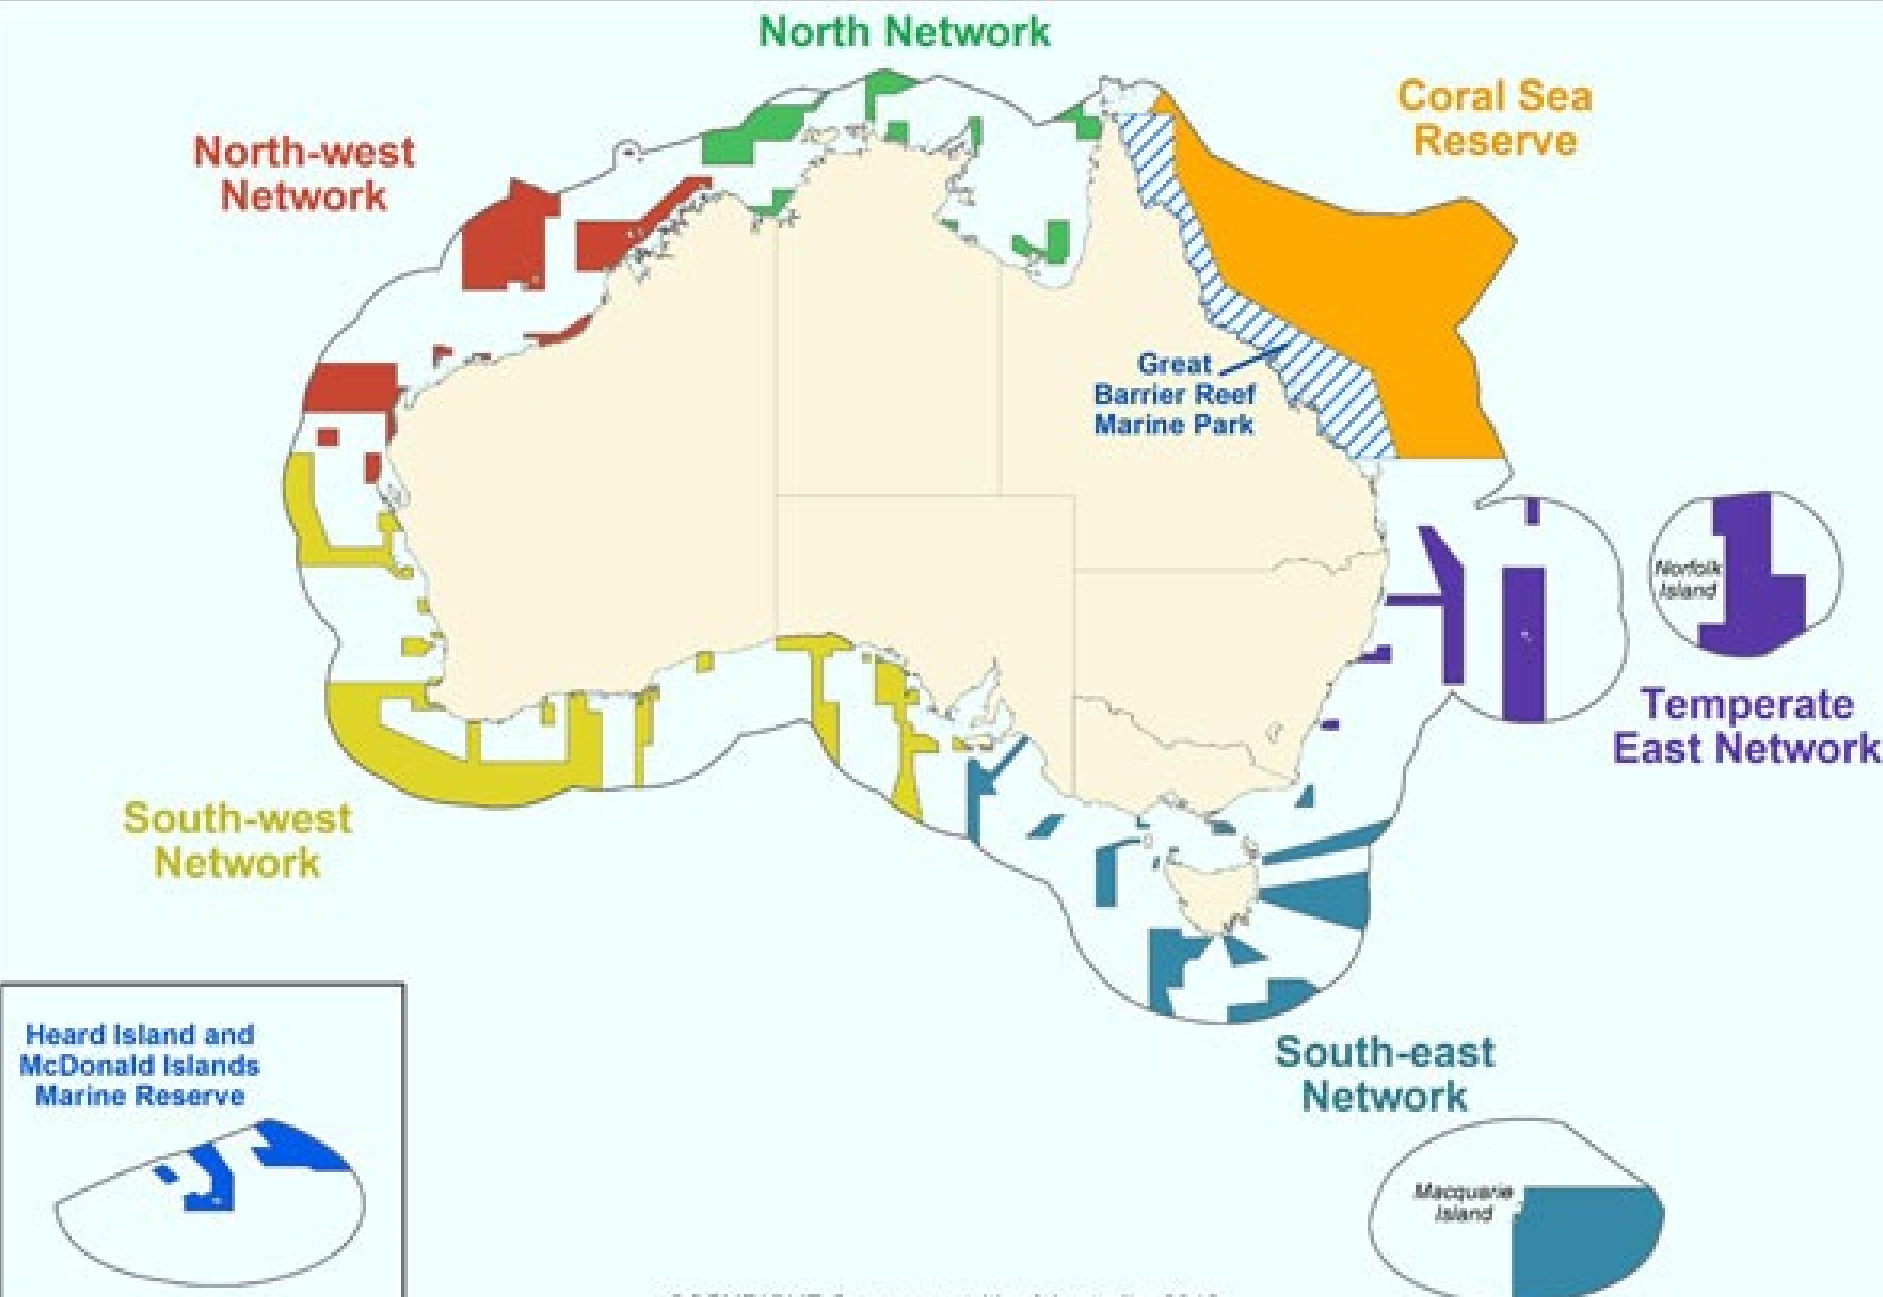 North Network
Coral Sea
Reserve
North-west
Network
Great
Barrier Reef
Marine Park
Norfolk
Island
Temperate
East Network
South-west
Network
Heard Island and
McDonald Islands
Marine Reserve
South-east
Network
Macquarie
Island